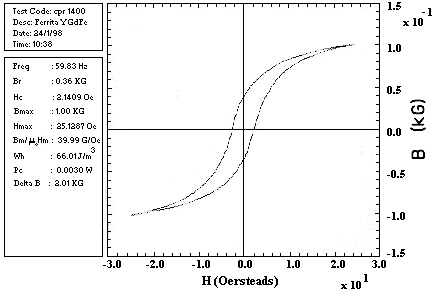 Test Code: cpr 1400
Desc: Ferrita YGdFe
Date: 24/1/98
Time: 10:38
Freq : 59.83 Hz
Br : 0.36 KG
Hc : 2.1409 Oe
Bmax : 1.00 KG
Hmax : 25.1287 Oe
Bm/μ₀Hm : 39.99 G/Oe
Wh : 66.01J/m³
Pc : 0.0030 W
Delta B : 2.01 KG
1.5
x 10⁻¹
1.0
0.5
0.0
-0.5
-1.0
-1.5
B (kG)
-3.0 -2.0 -1.0 0.0 1.0 2.0 3.0
H (Oersteads)
x 10¹